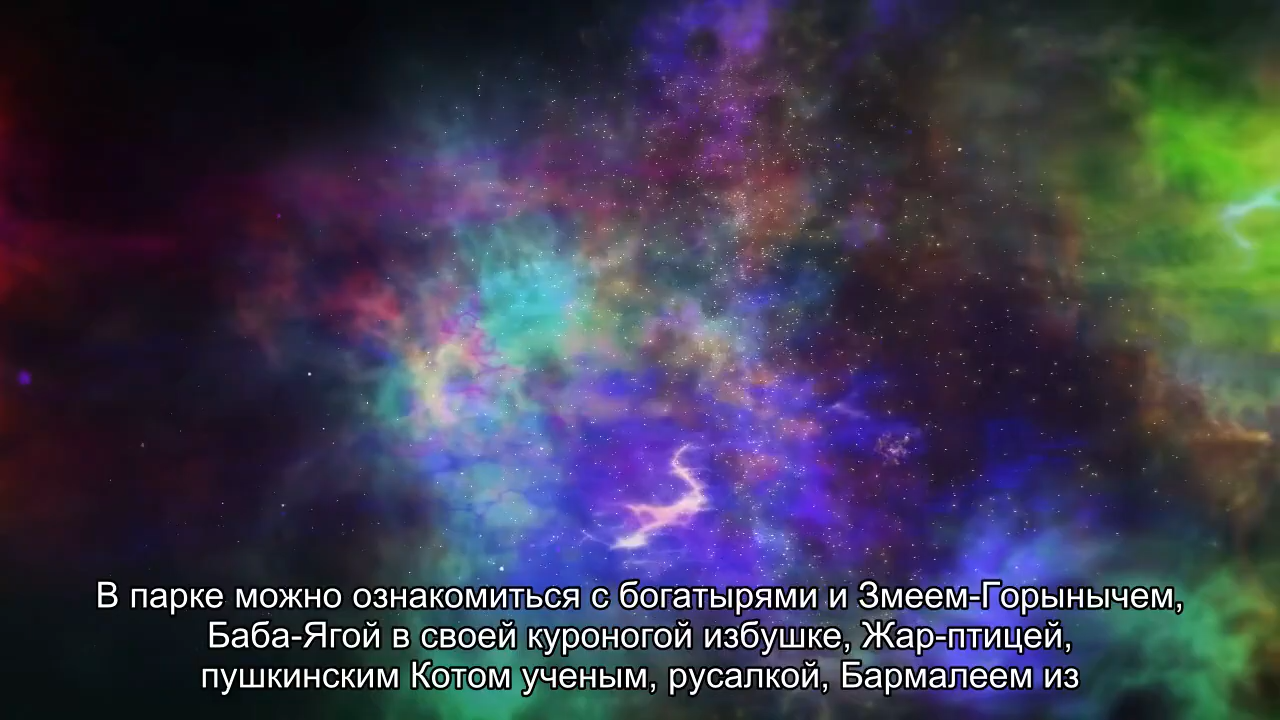 В парке можно ознакомиться с богатырями и Змеем-Горынычем,
Баба-Ягой в своей куроногой избушке, Жар-птицей,
пушкинским Котом ученым, русалкой, Бармалеем из